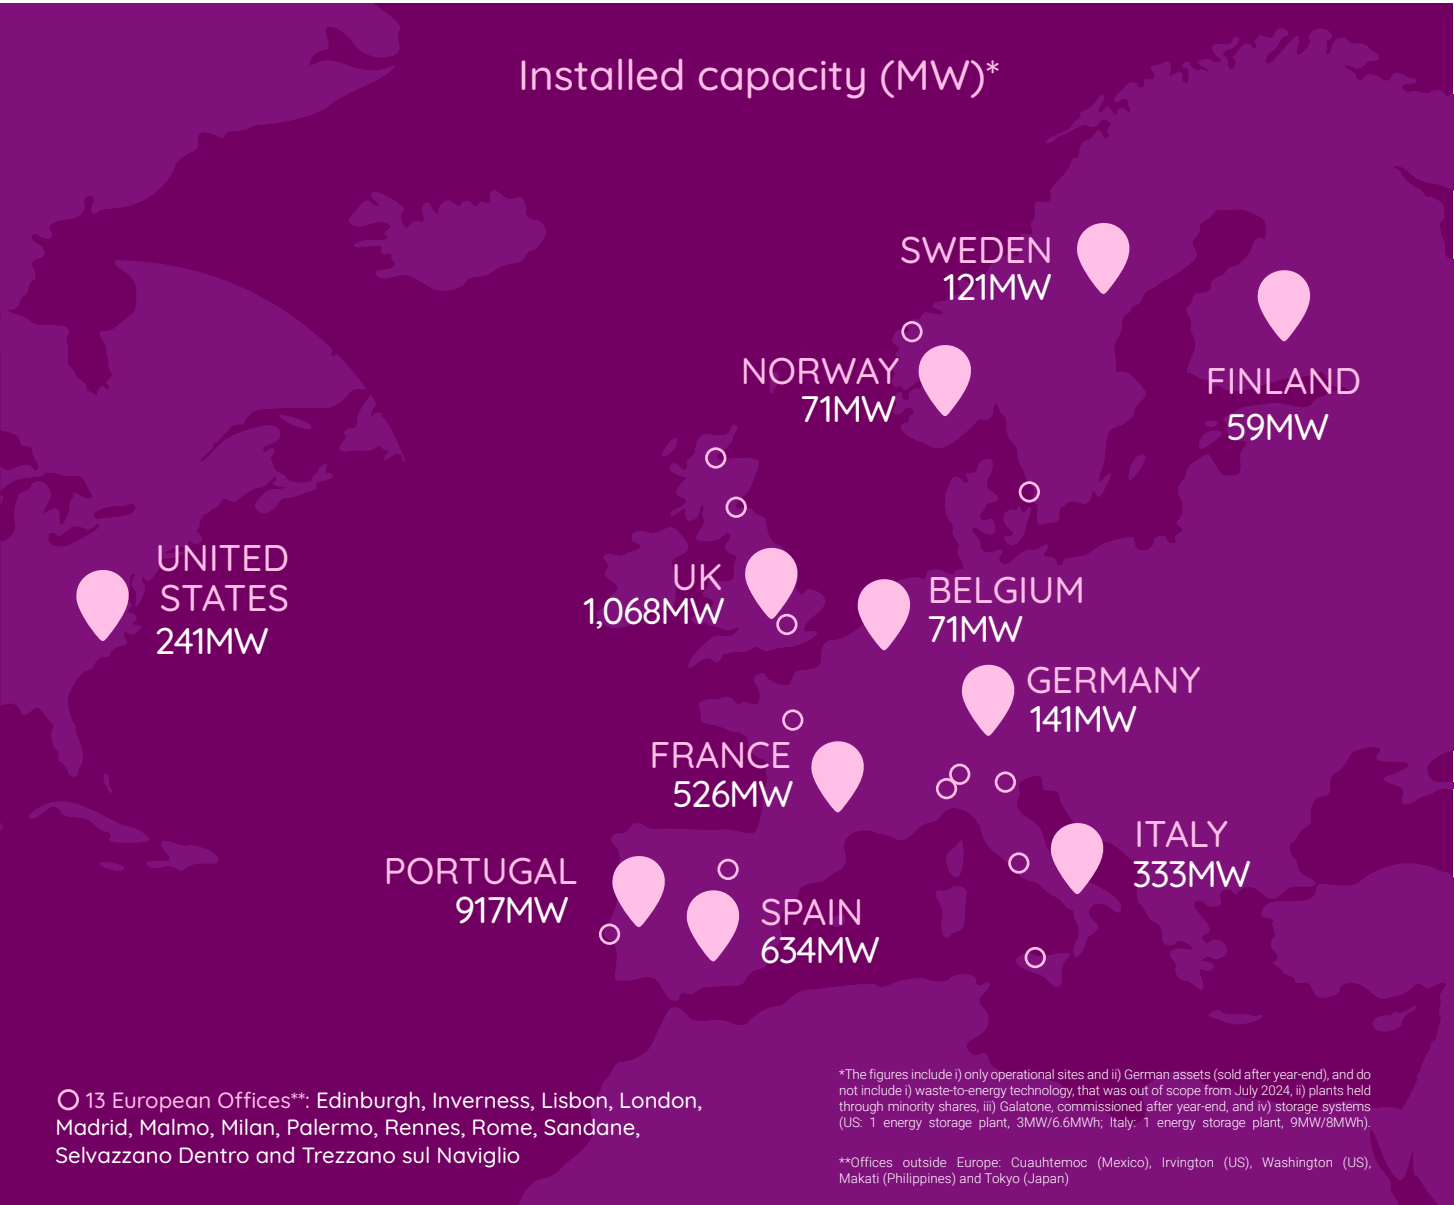 Installed capacity (MW)*
SWEDEN
121MW
NORWAY
71MW
FINLAND
59MW
UNITED
STATES
241MW
UK
1,068MW
BELGIUM
71MW
GERMANY
141MW
FRANCE
526MW
ITALY
333MW
PORTUGAL
917MW
SPAIN
634MW
13 European Offices**: Edinburgh, Inverness, Lisbon, London,
Madrid, Malmo, Milan, Palermo, Rennes, Rome, Sandane,
Selvazzano Dentro and Trezzano sul Naviglio
*The figures include i) only operational sites and ii) German assets (sold after year-end), and do
not include i) waste-to-energy technology, that was out of scope from July 2024, ii) plants held
through minority shares, iii) Galatone, commissioned after year-end, and iv) storage systems
(US: 1 energy storage plant, 3MW/6.6MWh; Italy: 1 energy storage plant, 9MW/8MWh).
**Offices outside Europe: Cuauhtemoc (Mexico), Irvington (US), Washington (US),
Makati (Philippines) and Tokyo (Japan)